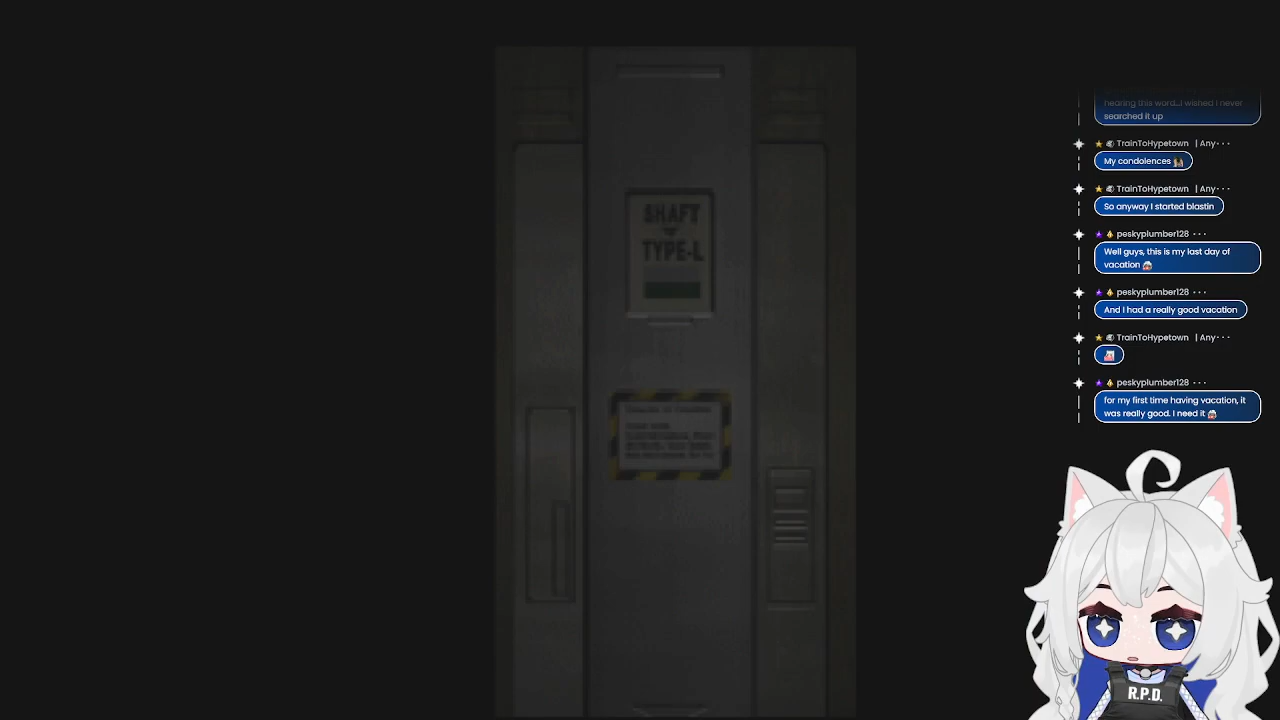 SHAFT
TYPE-L
hearing this word...I wished I never
searched it up
TrainToHypetown | Any···
My condolences
TrainToHypetown | Any···
So anyway I started blastin
peskyplumber128 ···
Well guys, this is my last day of
vacation
peskyplumber128 ···
And I had a really good vacation
TrainToHypetown | Any···
peskyplumber128 ···
for my first time having vacation, it
was really good. I need it
R.P.D.